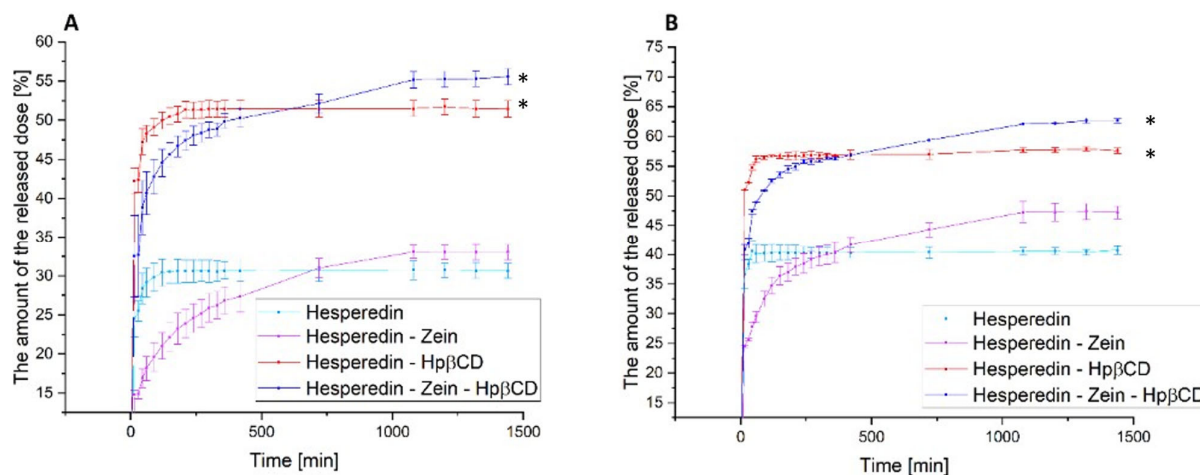 A
The amount of the released dose [%]
60
55
50
45
40
35
30
25
20
15
*
*
Hesperedin
Hesperedin - Zein
Hesperedin - HpβCD
Hesperedin - Zein - HpβCD
0
500
1000
1500
Time [min]
B
The amount of the released dose [%]
75
70
65
60
55
50
45
40
35
30
25
20
15
*
*
Hesperedin
Hesperedin - Zein
Hesperedin - HpβCD
Hesperedin - Zein - HpβCD
0
500
1000
1500
Time [min]